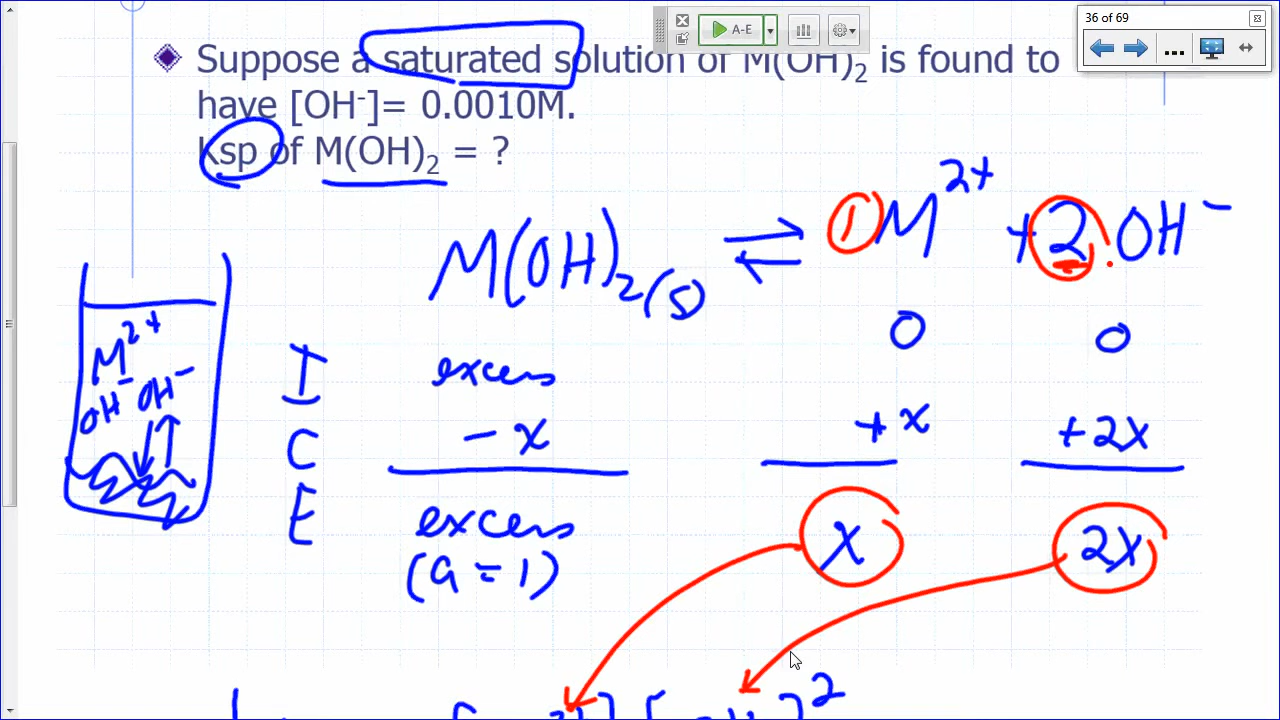 36 of 69
A-E
Suppose a saturated solution of M(OH)₂ is found to
have [OH⁻]= 0.0010M.
Ksp of M(OH)₂ = ?
M(OH)₂(s) ⇌ 1 M²⁺ + 2 OH⁻
M²⁺
OH⁻ OH⁻
I excess 0 0
C - x + x + 2x
E excess x 2x
(a = 1)